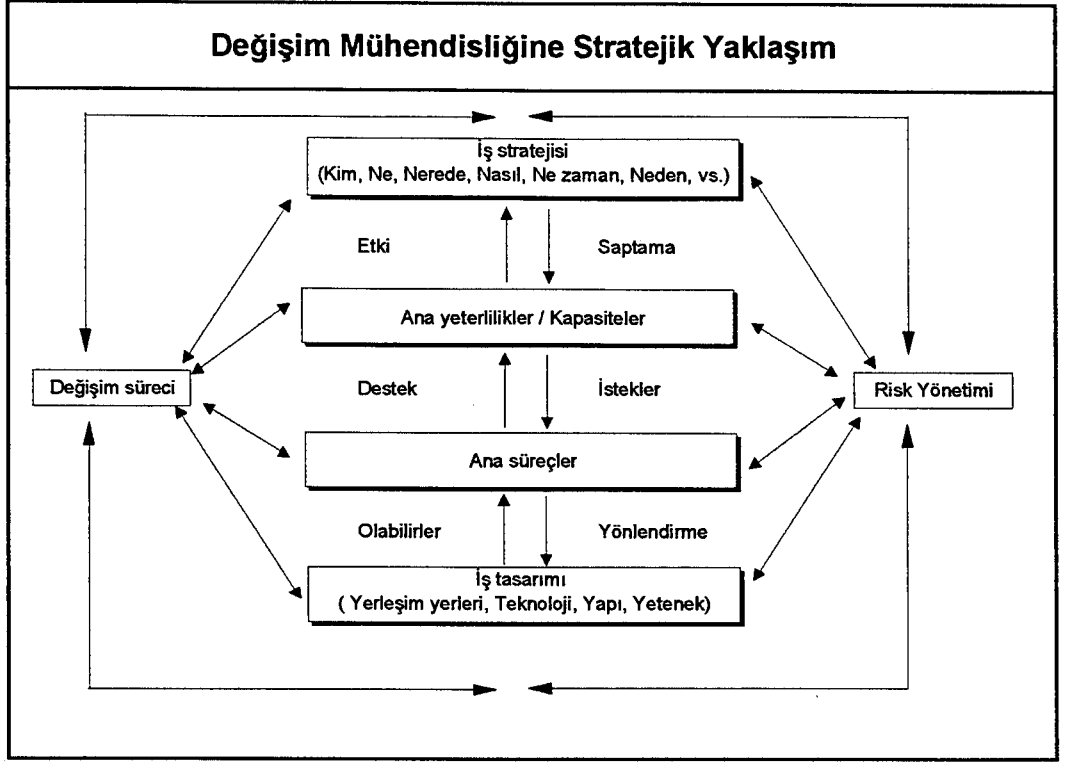 Değişim Mühendisliğine Stratejik Yaklaşım
İş stratejisi
(Kim, Ne, Nerede, Nasıl, Ne zaman, Neden, vs.)
Etki
Saptama
Ana yeterlilikler / Kapasiteler
Değişim süreci
Destek
İstekler
Risk Yönetimi
Ana süreçler
Olabilirler
Yönlendirme
İş tasarımı
( Yerleşim yerleri, Teknoloji, Yapı, Yetenek)